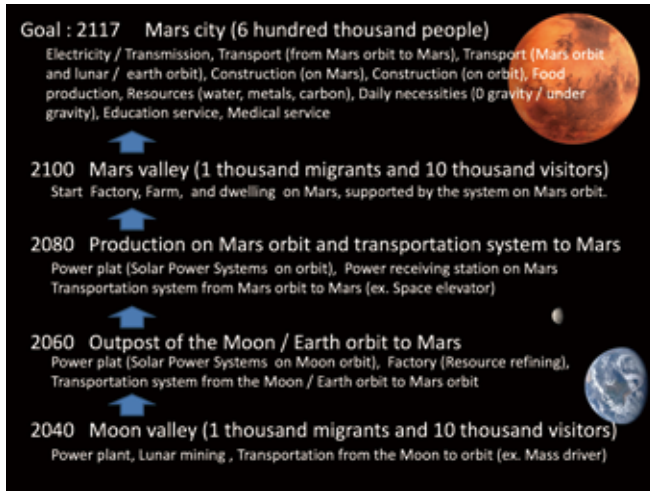 Goal : 2117 Mars city (6 hundred thousand people)
Electricity / Transmission, Transport (from Mars orbit to Mars), Transport (Mars orbit
and lunar / earth orbit), Construction (on Mars), Construction (on orbit), Food
production, Resources (water, metals, carbon), Daily necessities (0 gravity / under
gravity), Education service, Medical service
2100 Mars valley (1 thousand migrants and 10 thousand visitors)
Start Factory, Farm, and dwelling on Mars, supported by the system on Mars orbit.
2080 Production on Mars orbit and transportation system to Mars
Power plat (Solar Power Systems on orbit), Power receiving station on Mars
Transportation system from Mars orbit to Mars (ex. Space elevator)
2060 Outpost of the Moon / Earth orbit to Mars
Power plat (Solar Power Systems on Moon orbit), Factory (Resource refining),
Transportation system from the Moon / Earth orbit to Mars orbit
2040 Moon valley (1 thousand migrants and 10 thousand visitors)
Power plant, Lunar mining , Transportation from the Moon to orbit (ex. Mass driver)